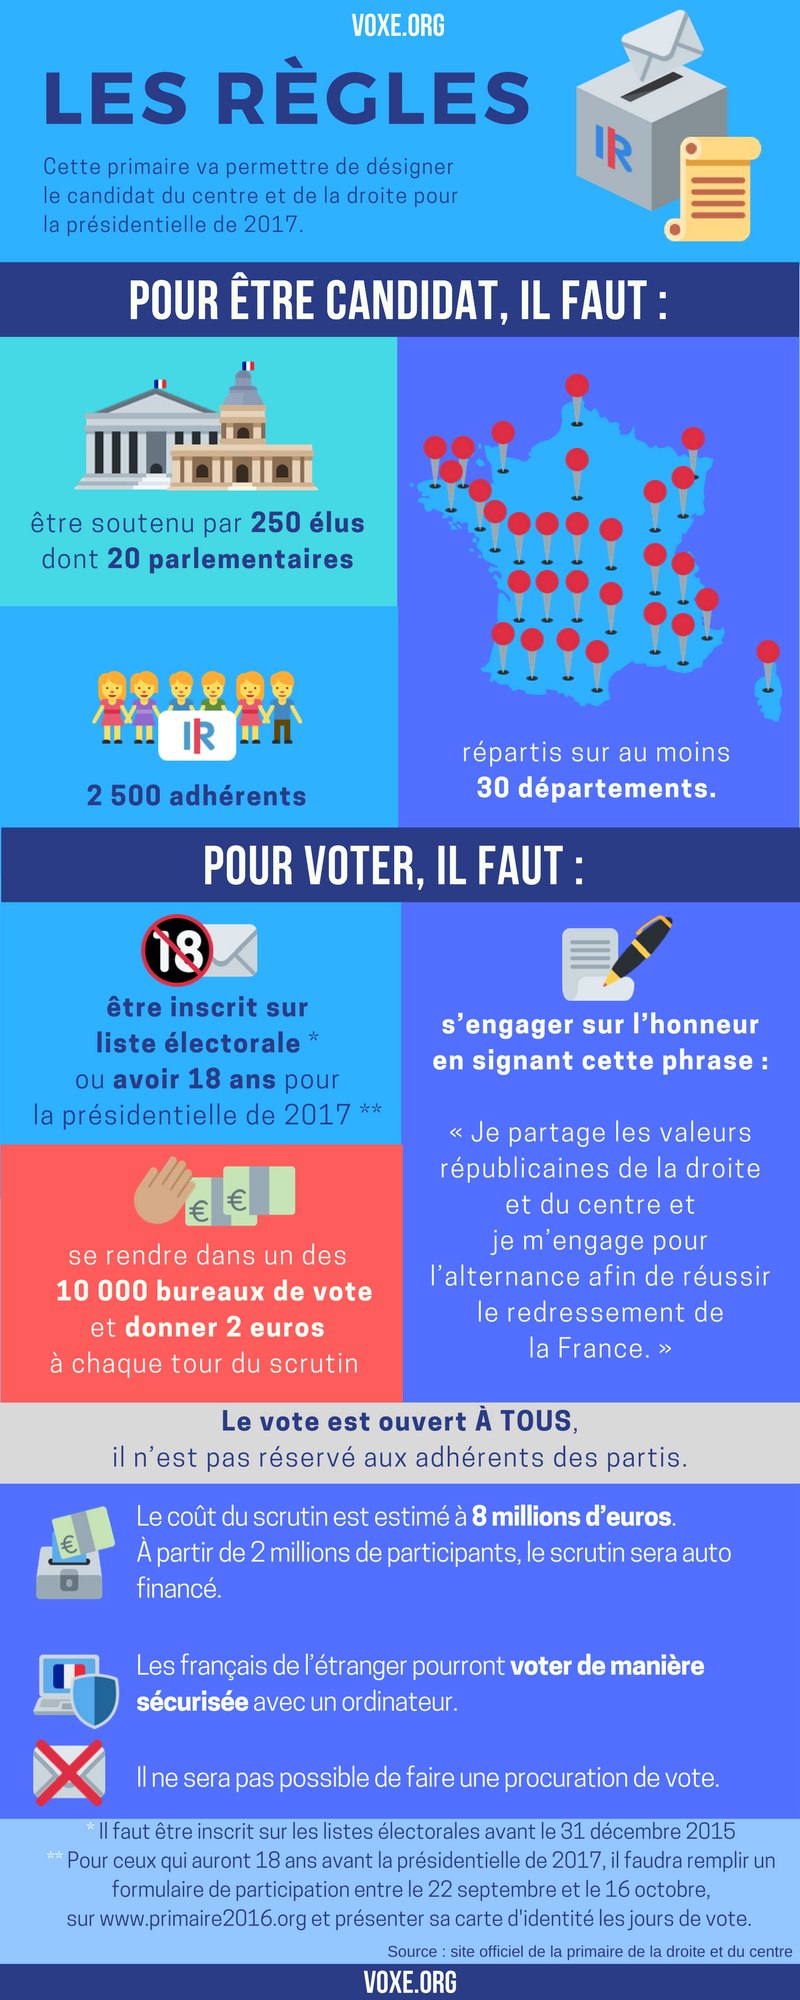 VOXE.ORG
LES RÈGLES
Cette primaire va permettre de désigner
le candidat du centre et de la droite pour
la présidentielle de 2017.
POUR ÊTRE CANDIDAT, IL FAUT :
être soutenu par 250 élus
dont 20 parlementaires
2 500 adhérents
répartis sur au moins
30 départements.
POUR VOTER, IL FAUT :
18
être inscrit sur
liste électorale *
ou avoir 18 ans pour
la présidentielle de 2017 **
€ €
se rendre dans un des
10 000 bureaux de vote
et donner 2 euros
à chaque tour du scrutin
s’engager sur l’honneur
en signant cette phrase :
« Je partage les valeurs
républicaines de la droite
et du centre et
je m’engage pour
l’alternance afin de réussir
le redressement de
la France. »
Le vote est ouvert À TOUS,
il n’est pas réservé aux adhérents des partis.
€
Le coût du scrutin est estimé à 8 millions d’euros.
À partir de 2 millions de participants, le scrutin sera auto
financé.
Les français de l’étranger pourront voter de manière
sécurisée avec un ordinateur.
Il ne sera pas possible de faire une procuration de vote.
* Il faut être inscrit sur les listes électorales avant le 31 décembre 2015
** Pour ceux qui auront 18 ans avant la présidentielle de 2017, il faudra remplir un
formulaire de participation entre le 22 septembre et le 16 octobre,
sur www.primaire2016.org et présenter sa carte d'identité les jours de vote.
Source : site officiel de la primaire de la droite et du centre
VOXE.ORG